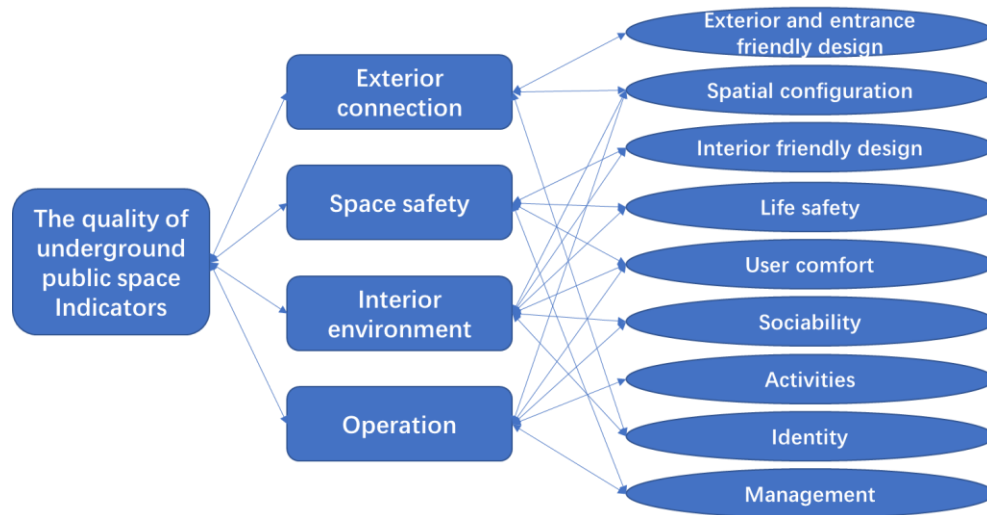 The quality of
underground
public space
Indicators
Exterior
connection
Space safety
Interior
environment
Operation
Exterior and entrance
friendly design
Spatial configuration
Interior friendly design
Life safety
User comfort
Sociability
Activities
Identity
Management